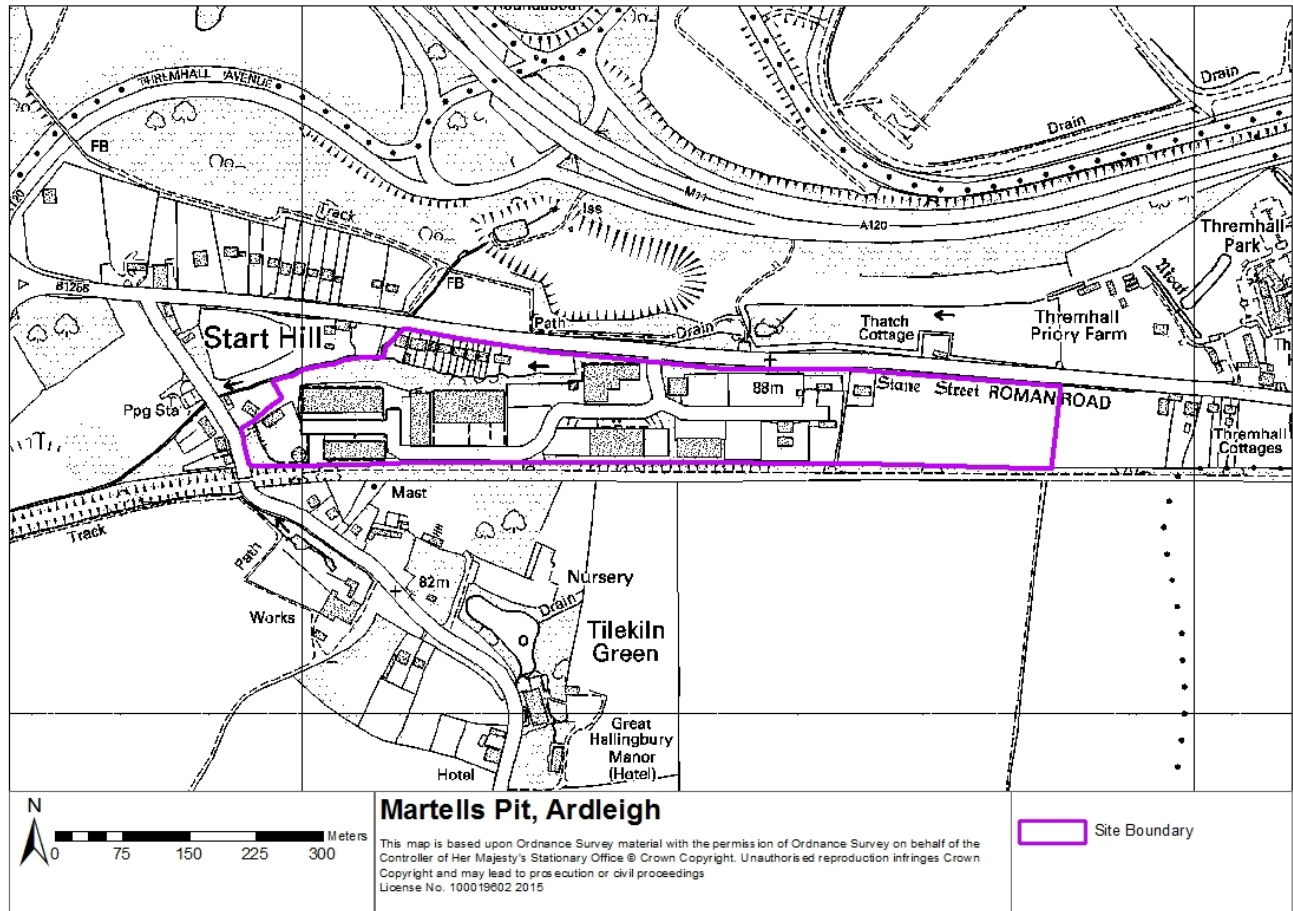 THREMHALL AVENUE
Drain
Drain
FB
M11
Track
Iss
A120
Thremhall
Park
Moat
FB
B1256
Path
Drain
Thatch
Cottage
Thremhall
Priory Farm
Start Hill
88m
Stane Street ROMAN ROAD
Ppg Sta
Thremhall
Cottages
Mast
Track
Path
82m
Nursery
Drain
Works
Tilekiln
Green
Great
Hallingbury
Manor
(Hotel)
Hotel
N
Meters
0 75 150 225 300
Martells Pit, Ardleigh
This map is based upon Ordnance Survey material with the permission of Ordnance Survey on behalf of the
Controller of Her Majesty's Stationary Office © Crown Copyright. Unauthorised reproduction infringes Crown
Copyright and may lead to prosecution or civil proceedings
License No. 100019602 2015
Site Boundary